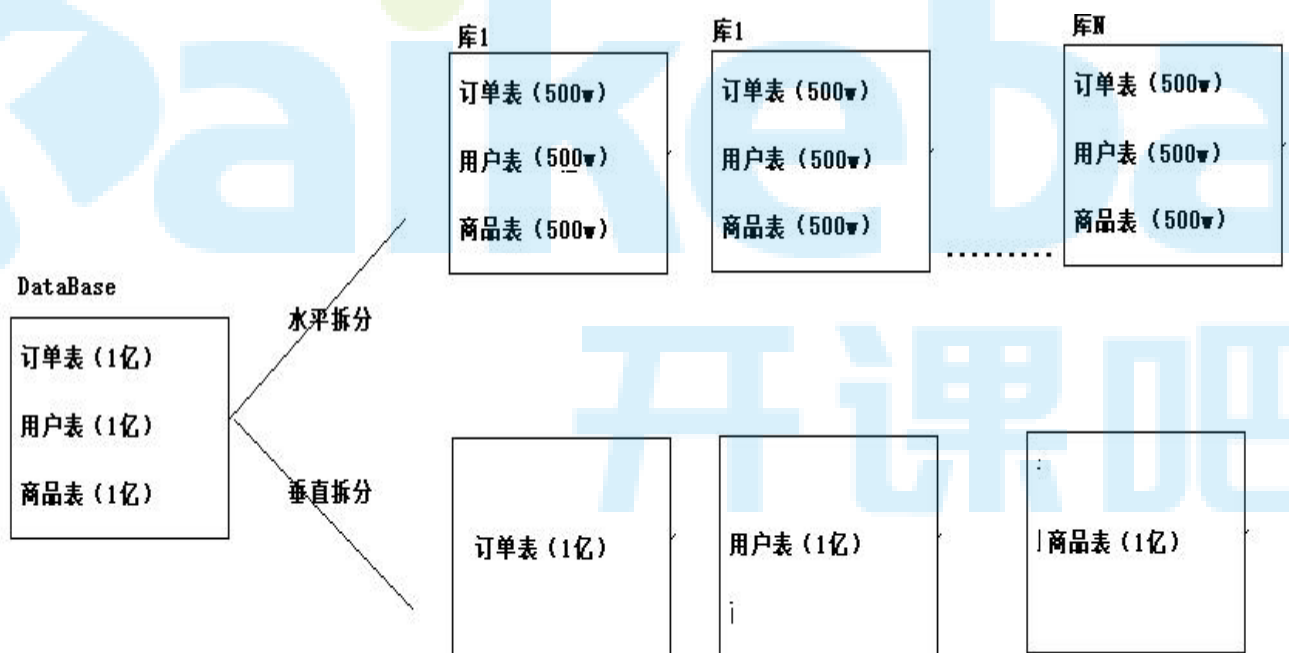 库1
订单表（500w）
用户表（500w）
商品表（500w）
库1
订单表（500w）
用户表（500w）
商品表（500w）
………
库N
订单表（500w）
用户表（500w）
商品表（500w）
DataBase
订单表（1亿）
用户表（1亿）
商品表（1亿）
水平拆分
垂直拆分
订单表（1亿）
用户表（1亿）
商品表（1亿）
aikeba
开课吧